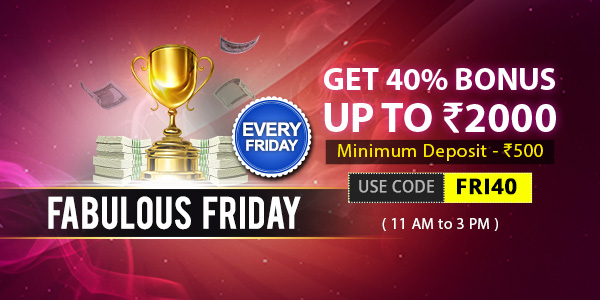 GET 40% BONUS
UP TO ₹2000
Minimum Deposit - ₹500
USE CODE FRI40
( 11 AM to 3 PM )
EVERY
FRIDAY
FABULOUS FRIDAY